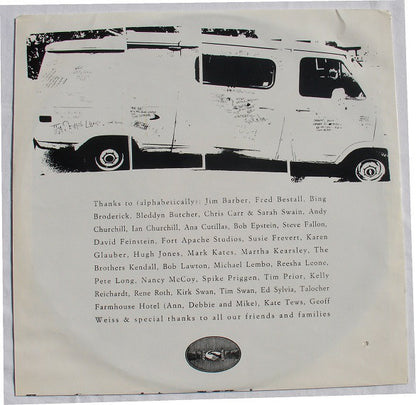 Thanks to (alphabetically): Jim Barber, Fred Bestall, Bing
Broderick, Bleddyn Butcher, Chris Carr & Sarah Swain, Andy
Churchill, Ian Churchill, Ana Cutillas, Bob Epstein, Steve Fallon,
David Feinstein, Fort Apache Studios, Susie Frevert, Karen
Glauber, Hugh Jones, Mark Kates, Martha Kearsley, The
Brothers Kendall, Bob Lawton, Michael Lembo, Reesha Leone,
Pete Long, Nancy McCoy, Spike Priggen, Tim Prior, Kelly
Reichardt, Rene Roth, Kirk Swan, Tim Swan, Ed Sylvia, Talocher
Farmhouse Hotel (Ann, Debbie and Mike), Kate Tews, Geoff
Weiss & special thanks to all our friends and families